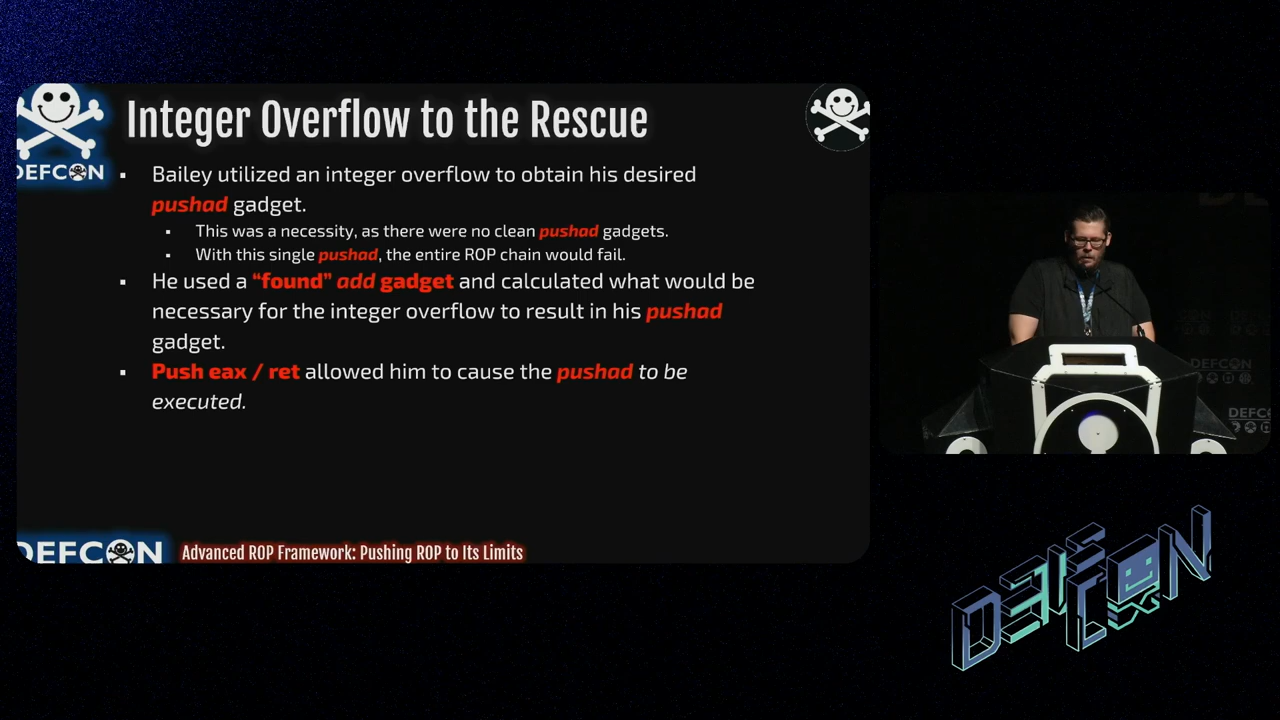 Integer Overflow to the Rescue
DEFCON
Bailey utilized an integer overflow to obtain his desired
pushad gadget.
This was a necessity, as there were no clean pushad gadgets.
With this single pushad, the entire ROP chain would fail.
He used a “found” add gadget and calculated what would be
necessary for the integer overflow to result in his pushad
gadget.
Push eax / ret allowed him to cause the pushad to be
executed.
DEFCON
Advanced ROP Framework: Pushing ROP to Its Limits
DEFCON
DEFC
DEF CON